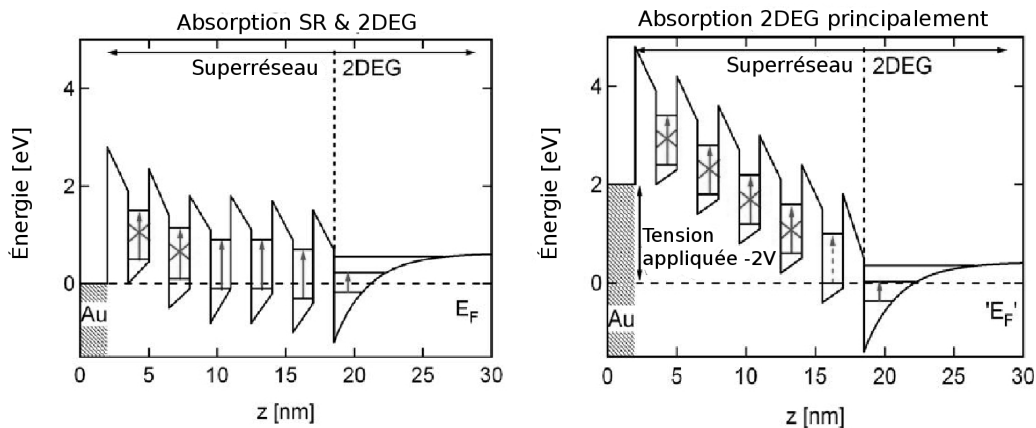 Absorption SR & 2DEG
Énergie [eV]
4
2
0
Superréseau
2DEG
Au
E_F
0
5
10
15
20
25
30
z [nm]
Absorption 2DEG principalement
Énergie [eV]
4
2
0
Superréseau
2DEG
Tension
appliquée -2V
Au
'E_F'
0
5
10
15
20
25
30
z [nm]